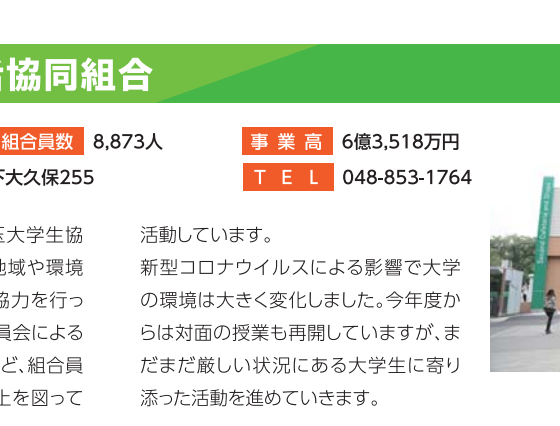 協同組合
組合員数 8,873人 事業高 6億3,518万円
大久保255 TEL 048-853-1764
大学生協
地域や環境
協力を行っ
員会による
ど、組合員
上を図って
活動しています。
新型コロナウイルスによる影響で大学
の環境は大きく変化しました。今年度か
らは対面の授業も再開していますが、ま
だまだ厳しい状況にある大学生に寄り
添った活動を進めていきます。